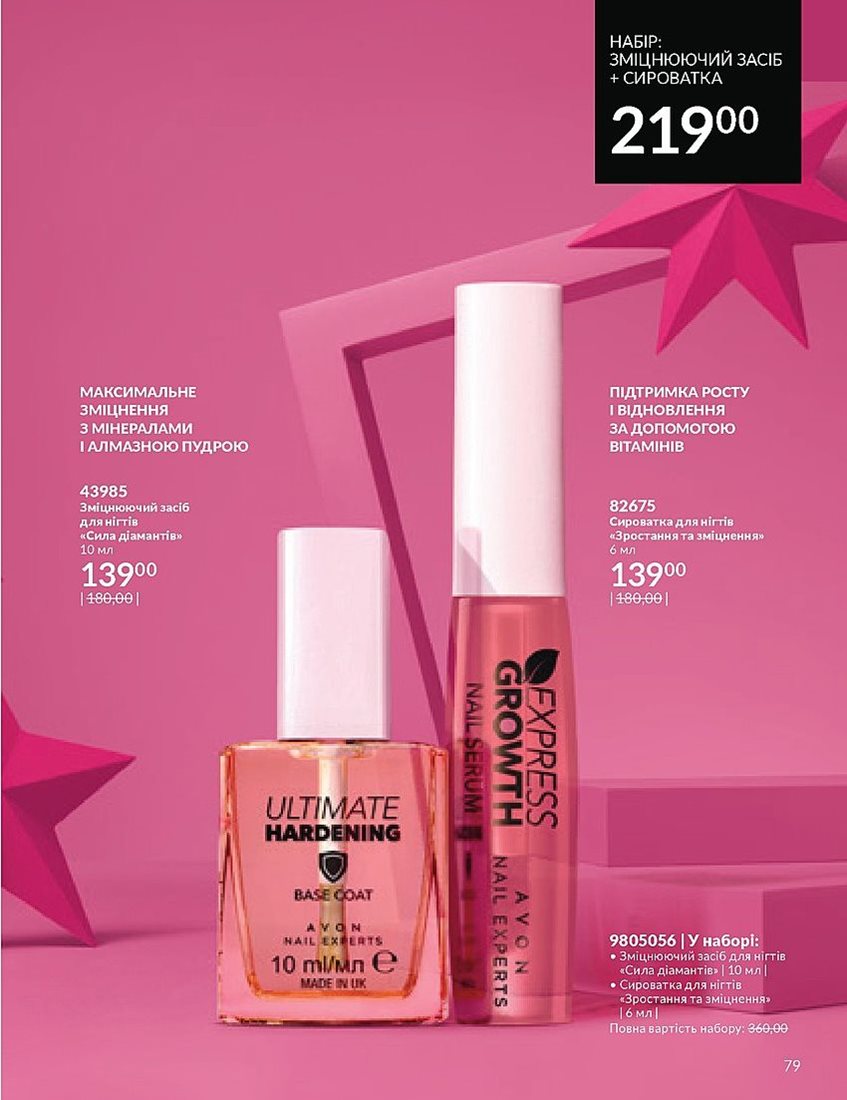 НАБІР:
ЗМІЦНЮЮЧИЙ ЗАСІБ
+ СИРОВАТКА
219⁰⁰
МАКСИМАЛЬНЕ
ЗМІЦНЕННЯ
З МІНЕРАЛАМИ
І АЛМАЗНОЮ ПУДРОЮ
43985
Зміцнюючий засіб
для нігтів
«Сила діамантів»
10 мл
139⁰⁰
| 180,00 |
ПІДТРИМКА РОСТУ
І ВІДНОВЛЕННЯ
ЗА ДОПОМОГОЮ
ВІТАМІНІВ
82675
Сироватка для нігтів
«Зростання та зміцнення»
6 мл
139⁰⁰
| 180,00 |
ULTIMATE
HARDENING
BASE COAT
AVON
NAIL EXPERTS
10 ml/мл ℮
MADE IN UK
EXPRESS
GROWTH
NAIL SERUM
AVON
NAIL EXPERTS
9805056 | У наборі:
• Зміцнюючий засіб для нігтів
«Сила діамантів» | 10 мл |
• Сироватка для нігтів
«Зростання та зміцнення»
| 6 мл |
Повна вартість набору: 360,00
79